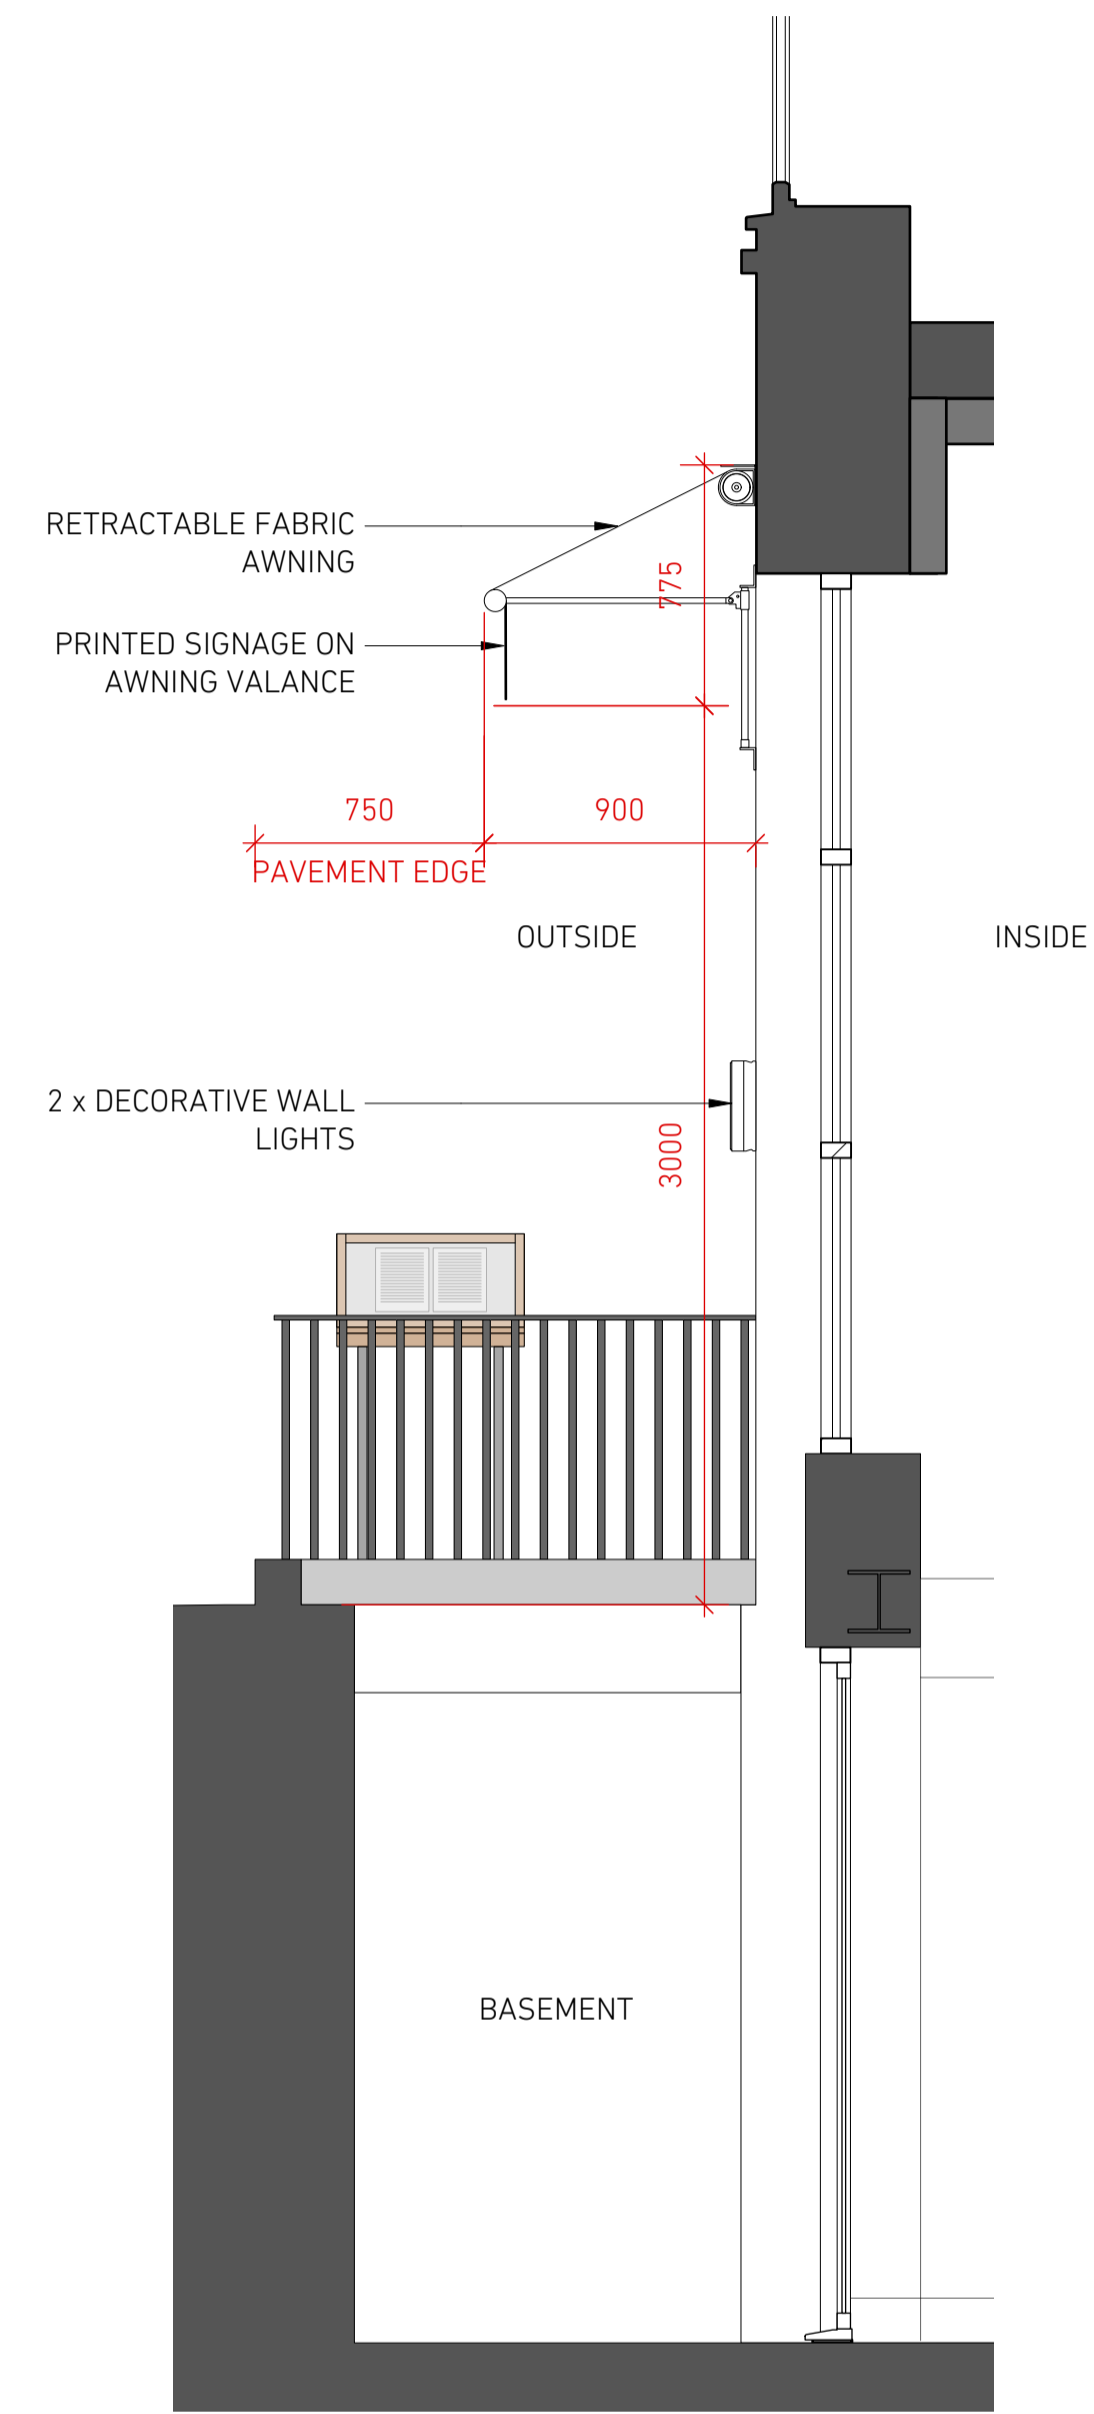 RETRACTABLE FABRIC
AWNING
775
PRINTED SIGNAGE ON
AWNING VALANCE
750
900
PAVEMENT EDGE
OUTSIDE
INSIDE
2 x DECORATIVE WALL
LIGHTS
3000
BASEMENT